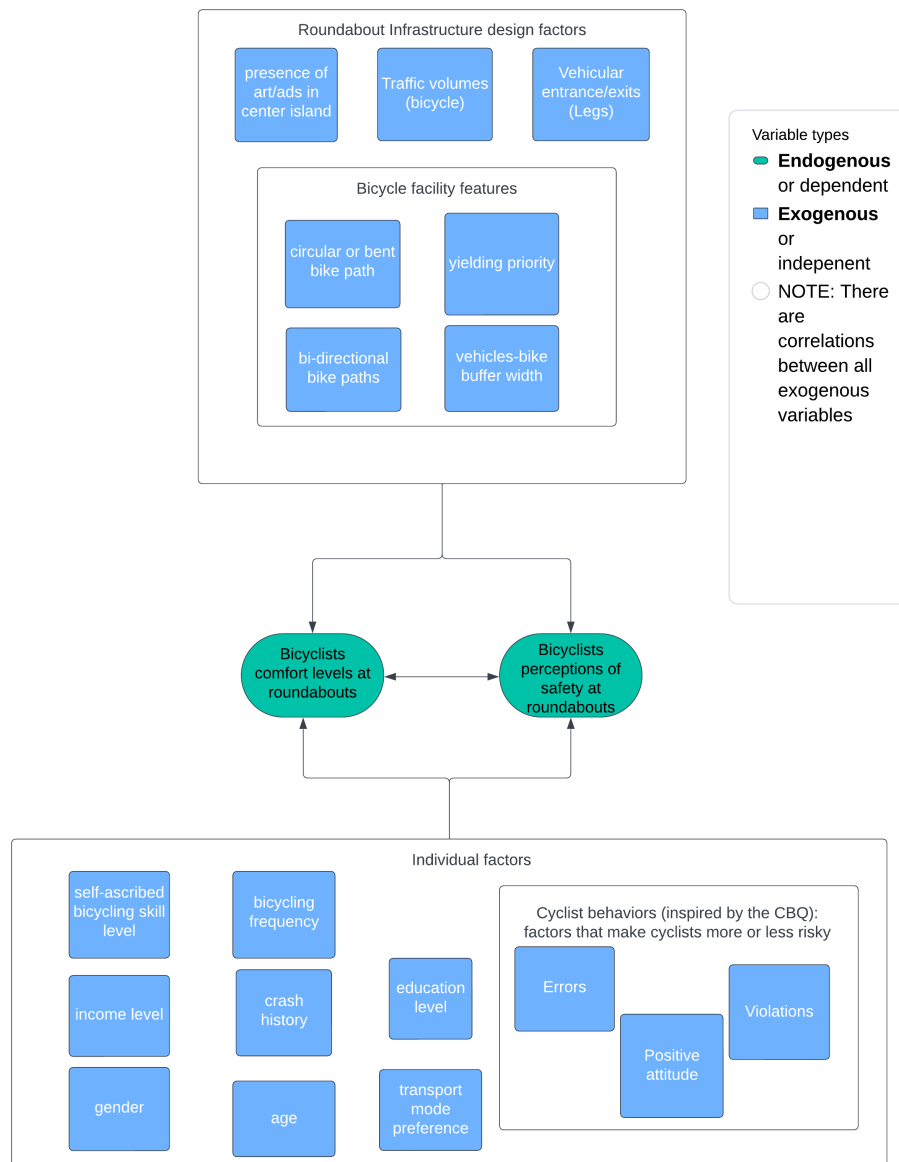 Roundabout Infrastructure design factors
presence of
art/ads in
center island
Traffic volumes
(bicycle)
Vehicular
entrance/exits
(Legs)
Bicycle facility features
circular or bent
bike path
yielding priority
bi-directional
bike paths
vehicles-bike
buffer width
Variable types
Endogenous
or dependent
Exogenous
or
indepenent
NOTE: There
are
correlations
between all
exogenous
variables
Bicyclists
comfort levels at
roundabouts
Bicyclists
perceptions of
safety at
roundabouts
Individual factors
self-ascribed
bicycling skill
level
bicycling
frequency
income level
crash
history
education
level
gender
age
transport
mode
preference
Cyclist behaviors (inspired by the CBQ):
factors that make cyclists more or less risky
Errors
Positive
attitude
Violations